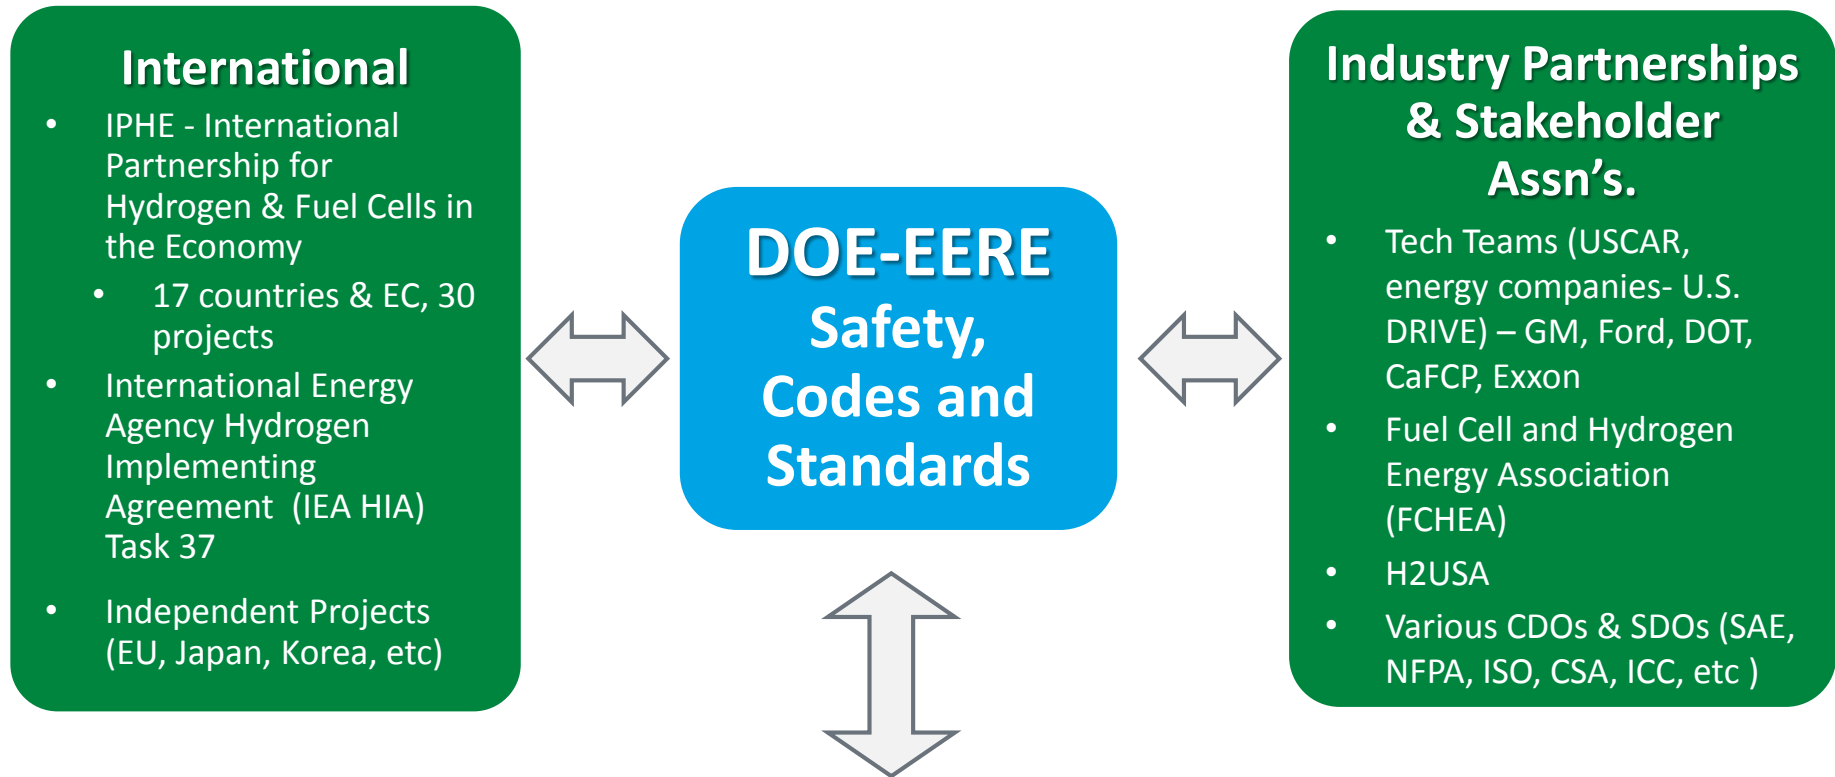 International
• IPHE - International
Partnership for
Hydrogen & Fuel Cells in
the Economy
• 17 countries & EC, 30
projects
• International Energy
Agency Hydrogen
Implementing
Agreement  (IEA HIA)
Task 37
• Independent Projects
(EU, Japan, Korea, etc)
DOE-EERE
Safety,
Codes and
Standards
Industry Partnerships
& Stakeholder
Assn’s.
• Tech Teams (USCAR,
energy companies- U.S.
DRIVE) – GM, Ford, DOT,
CaFCP, Exxon
• Fuel Cell and Hydrogen
Energy Association
(FCHEA)
• H2USA
• Various CDOs & SDOs (SAE,
NFPA, ISO, CSA, ICC, etc )